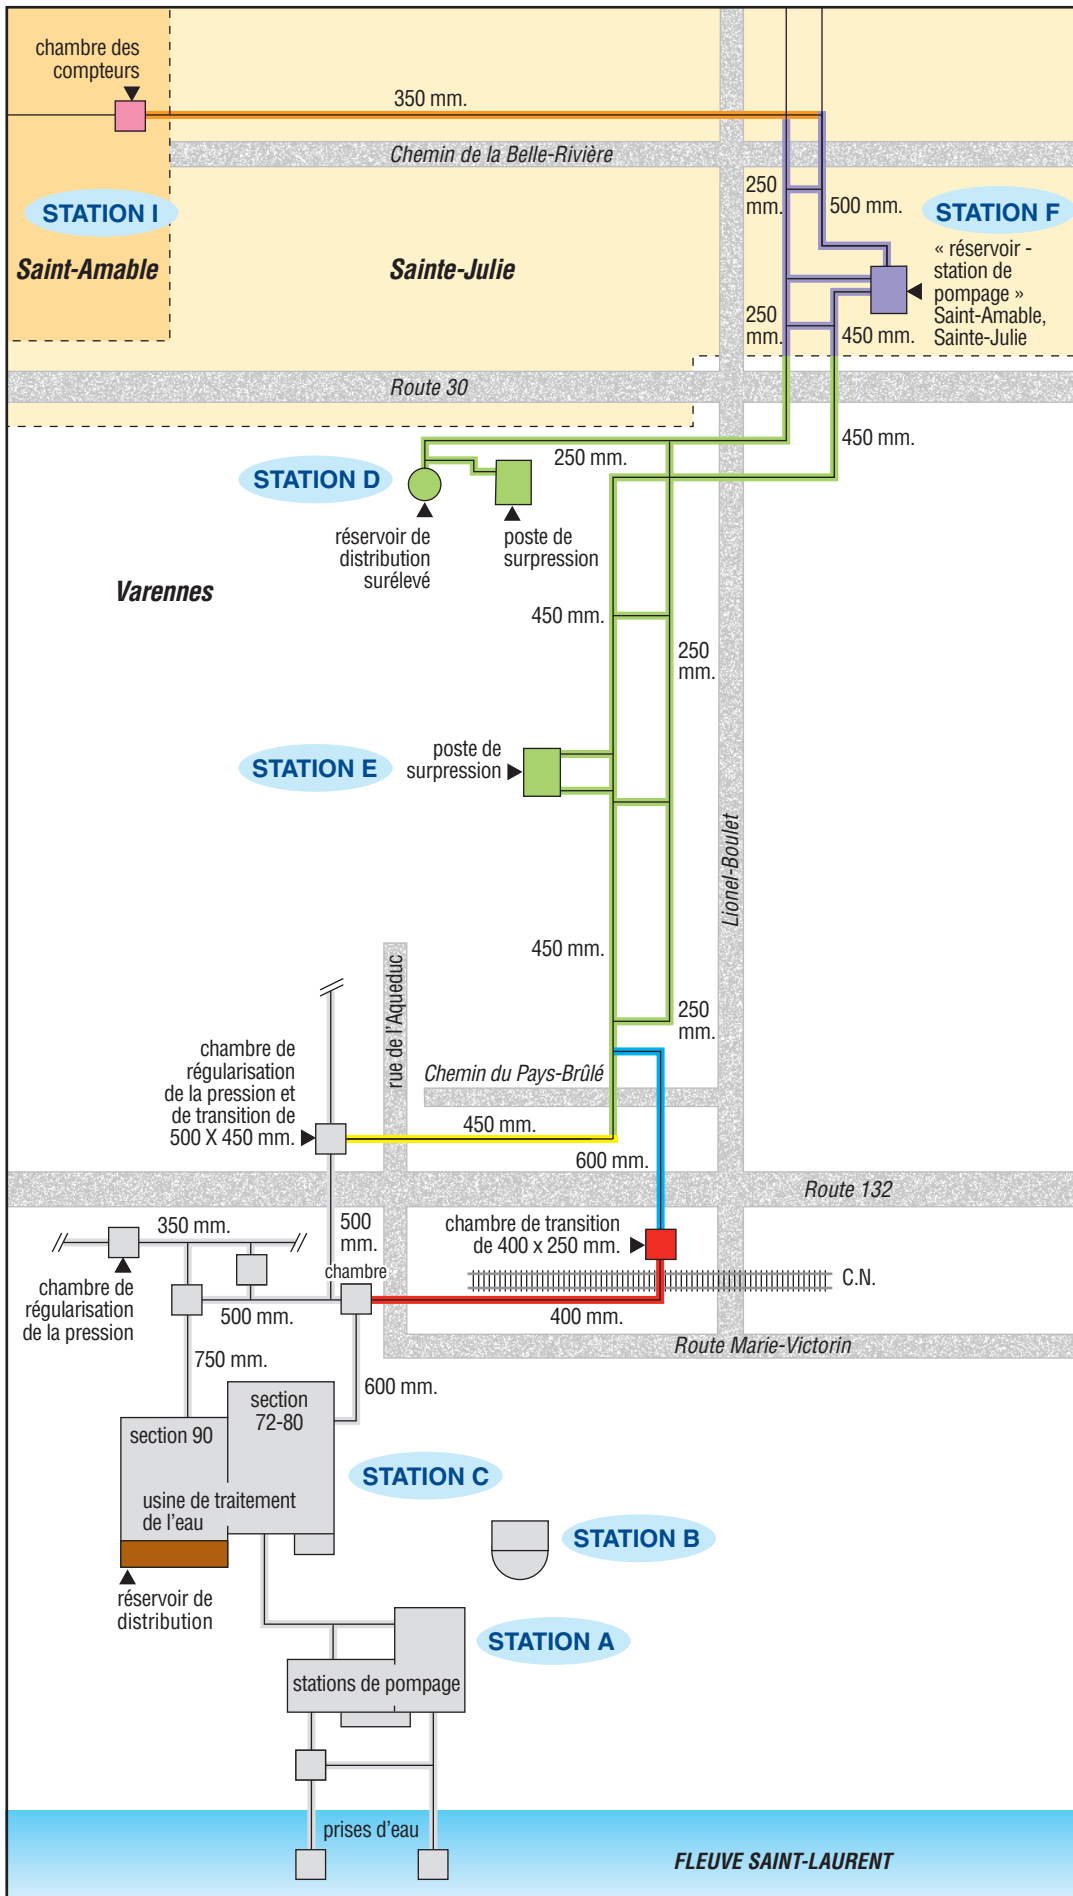 chambre des
compteurs
350 mm.
Chemin de la Belle-Rivière
STATION I
250
mm.
500 mm.
STATION F
Saint-Amable
Sainte-Julie
« réservoir -
station de
pompage »
Saint-Amable,
Sainte-Julie
250
mm.
450 mm.
Route 30
450 mm.
250 mm.
STATION D
réservoir de
distribution
surélevé
poste de
surpression
Varennes
450 mm.
250
mm.
poste de
surpression
STATION E
Lionel-Boulet
450 mm.
rue de l'Aqueduc
250
mm.
chambre de
régularisation
de la pression et
de transition de
500 X 450 mm.
Chemin du Pays-Brûlé
450 mm.
600 mm.
Route 132
350 mm.
500
mm.
chambre de transition
de 400 x 250 mm.
chambre
C.N.
chambre de
régularisation
de la pression
500 mm.
400 mm.
Route Marie-Victorin
750 mm.
600 mm.
section
72-80
section 90
STATION C
usine de traitement
de l'eau
STATION B
réservoir de
distribution
STATION A
stations de pompage
prises d'eau
FLEUVE SAINT-LAURENT